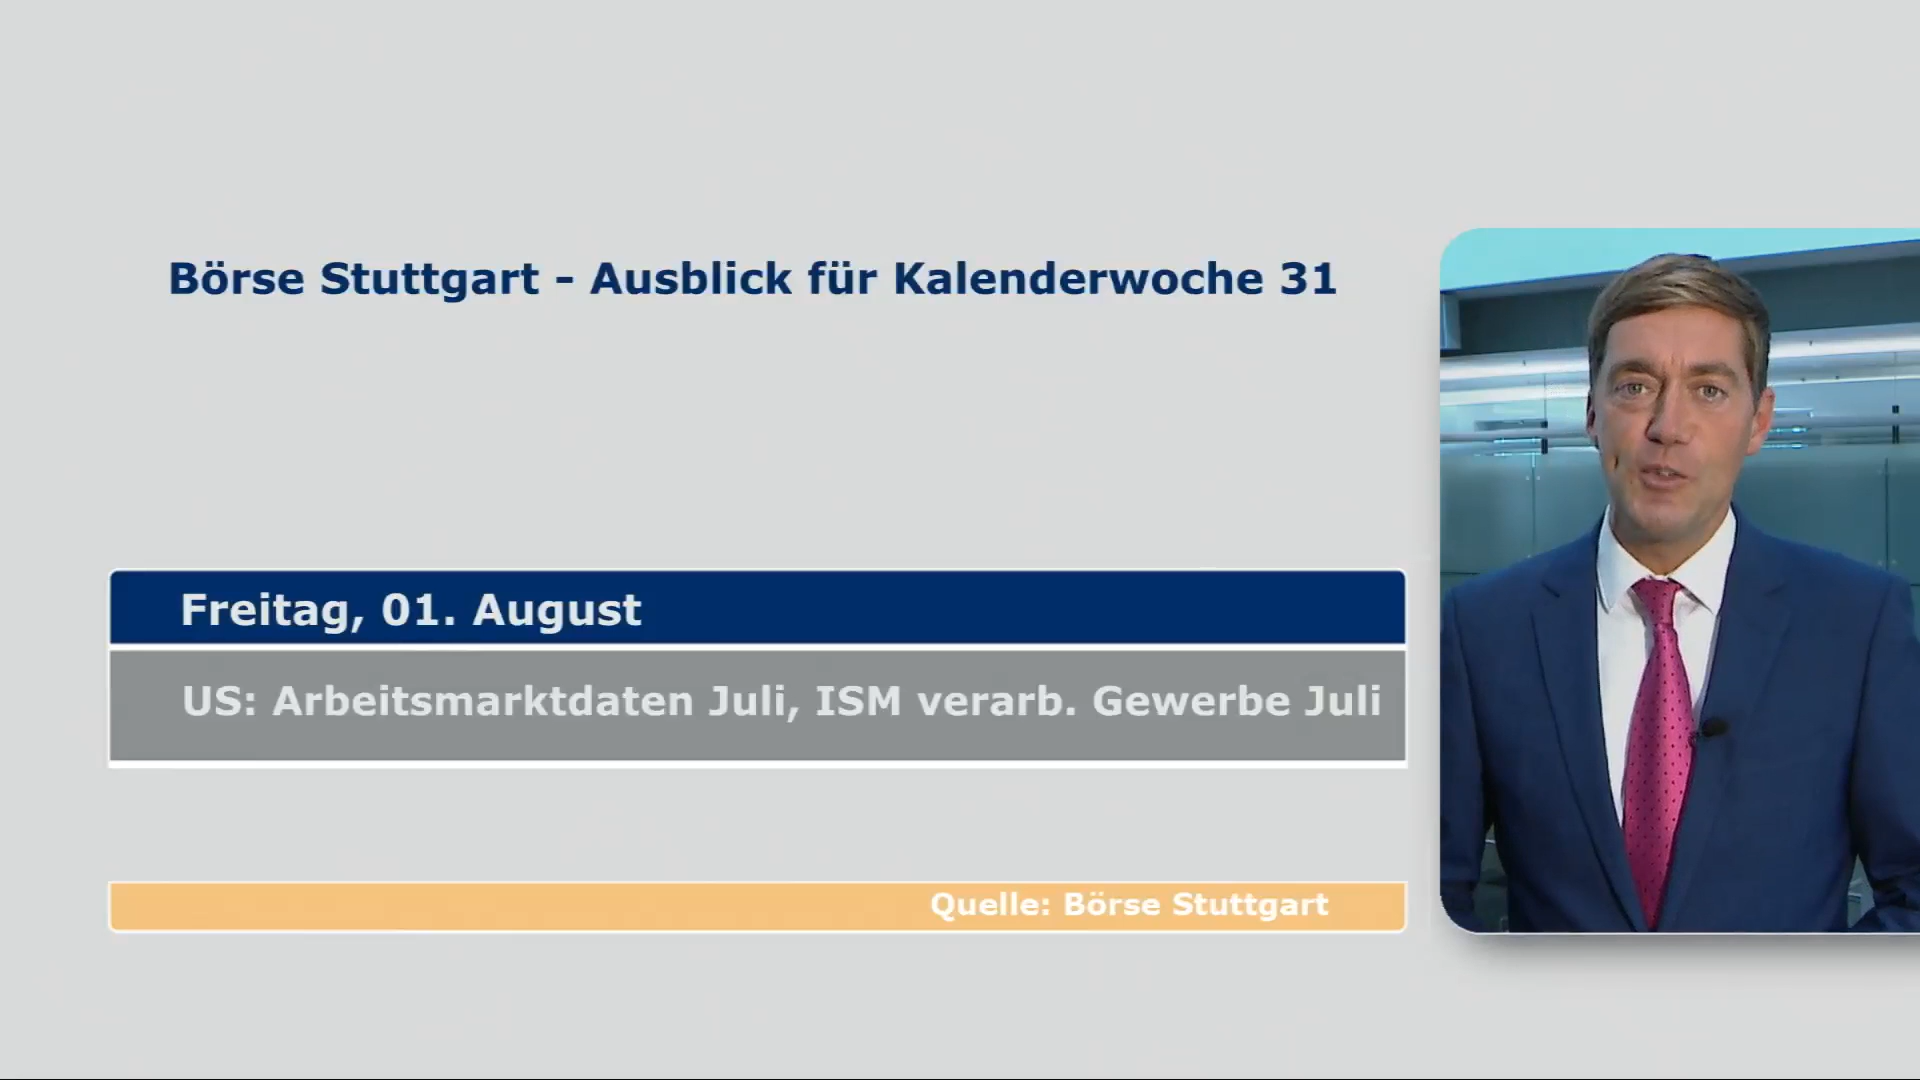 Börse Stuttgart - Ausblick für Kalenderwoche 31
Freitag, 01. August
US: Arbeitsmarktdaten Juli, ISM verarb. Gewerbe Juli
Quelle: Börse Stuttgart